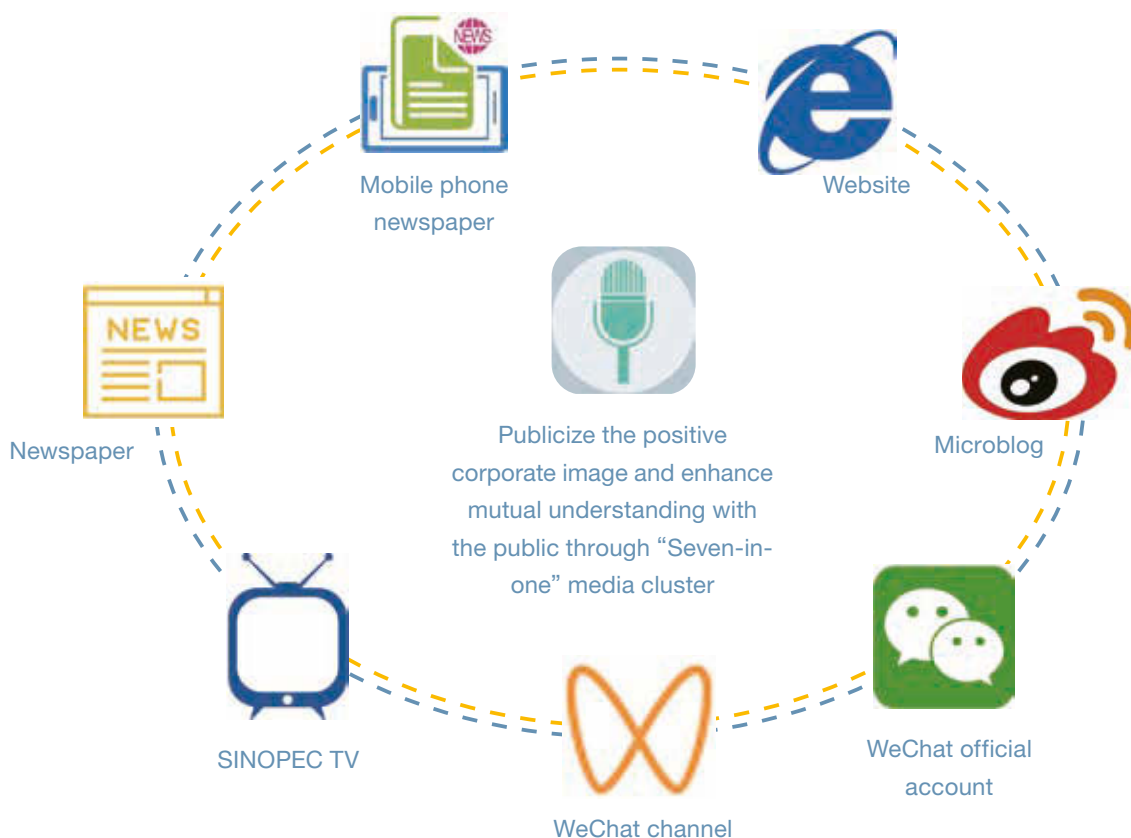 NEWS
Mobile phone
newspaper
Website
NEWS
Newspaper
Publicize the positive
corporate image and enhance
mutual understanding with
the public through “Seven-in-
one” media cluster
Microblog
SINOPEC TV
WeChat official
account
WeChat channel